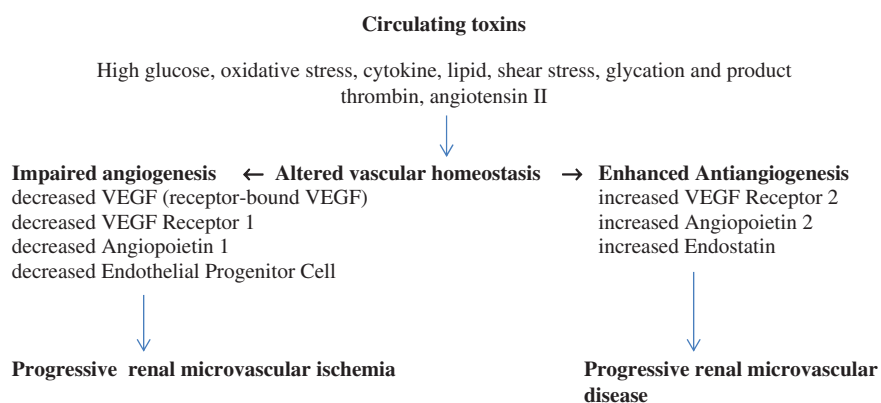 Circulating toxins
High glucose, oxidative stress, cytokine, lipid, shear stress, glycation and product
thrombin, angiotensin II
Impaired angiogenesis ← Altered vascular homeostasis → Enhanced Antiangiogenesis
decreased VEGF (receptor-bound VEGF)
decreased VEGF Receptor 1
decreased Angiopoietin 1
decreased Endothelial Progenitor Cell
increased VEGF Receptor 2
increased Angiopoietin 2
increased Endostatin
Progressive renal microvascular ischemia
Progressive renal microvascular
disease